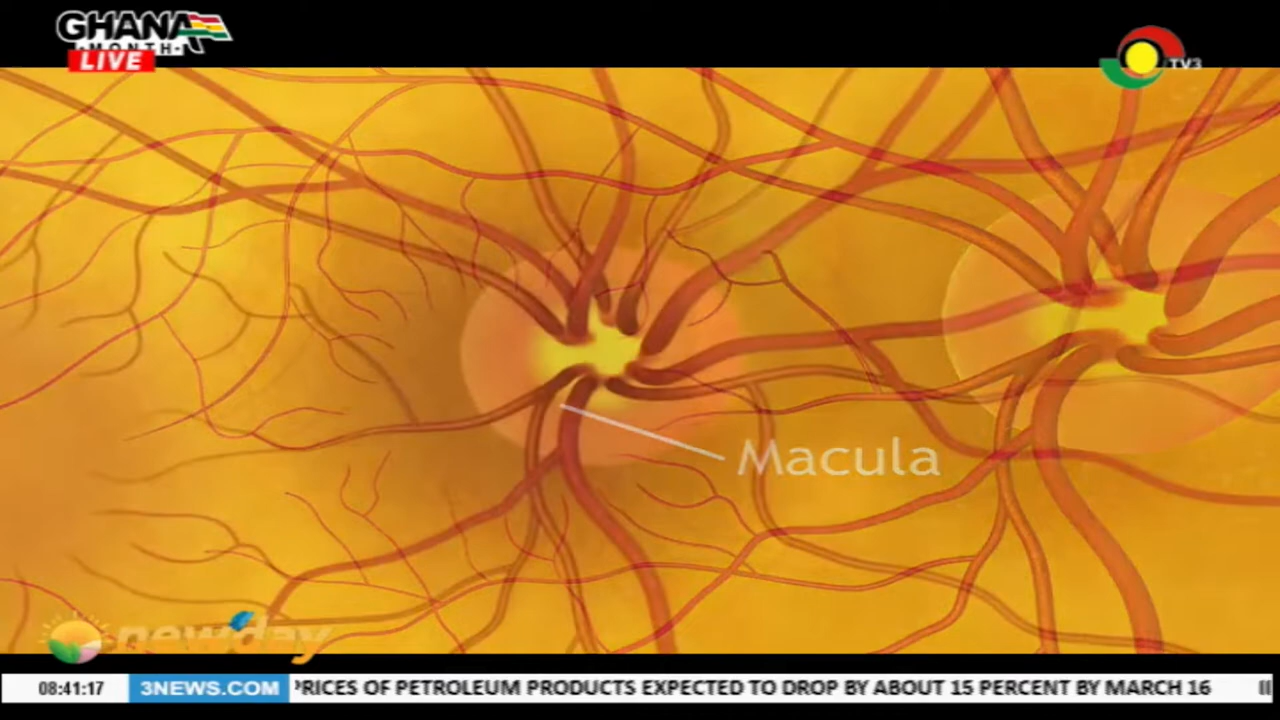 GHANA
MONTH
LIVE
TV3
Macula
newday
08:41:17
3NEWS.COM
PRICES OF PETROLEUM PRODUCTS EXPECTED TO DROP BY ABOUT 15 PERCENT BY MARCH 16